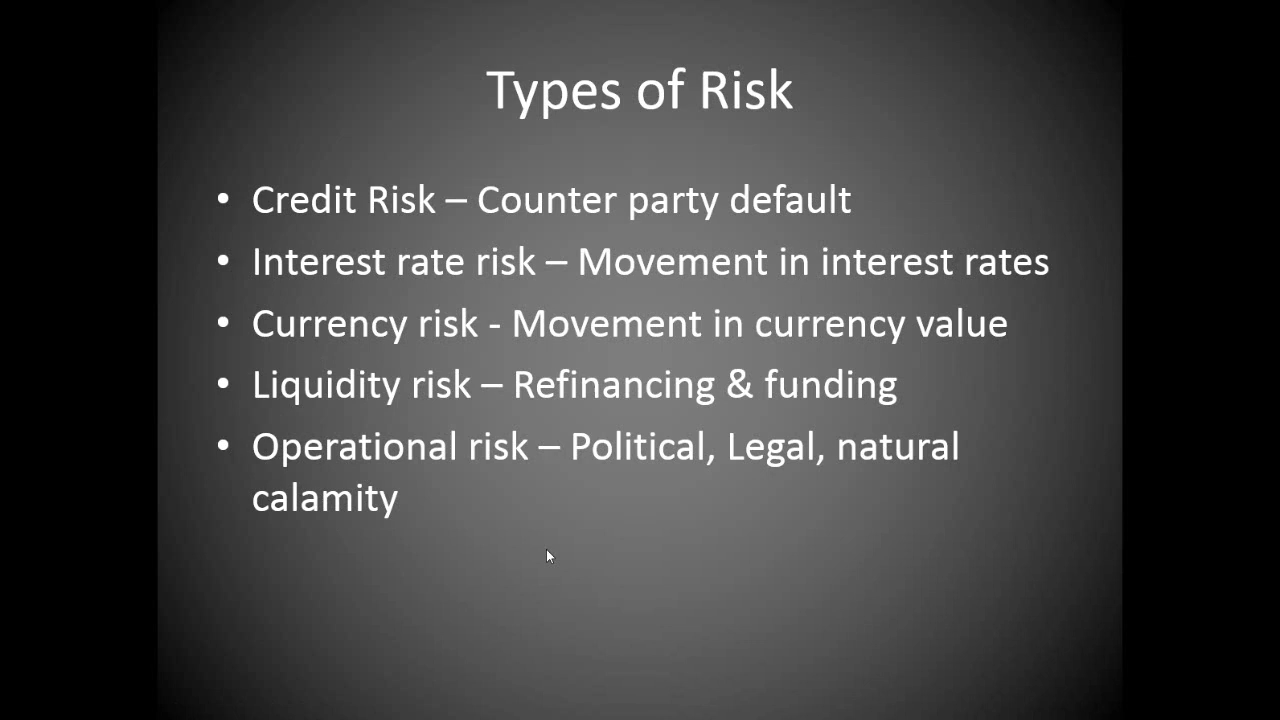 Types of Risk
• Credit Risk – Counter party default
• Interest rate risk – Movement in interest rates
• Currency risk - Movement in currency value
• Liquidity risk – Refinancing & funding
• Operational risk – Political, Legal, natural
calamity